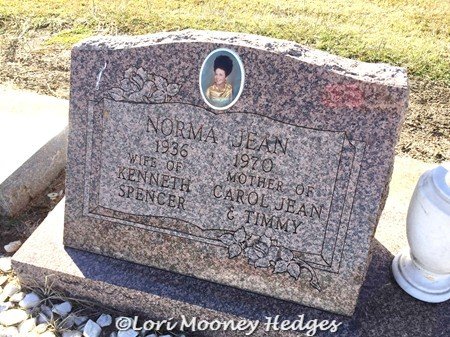 NORMA JEAN
1936 1970
WIFE OF MOTHER OF
KENNETH CAROL JEAN
SPENCER & TIMMY
©Lori Mooney Hedges